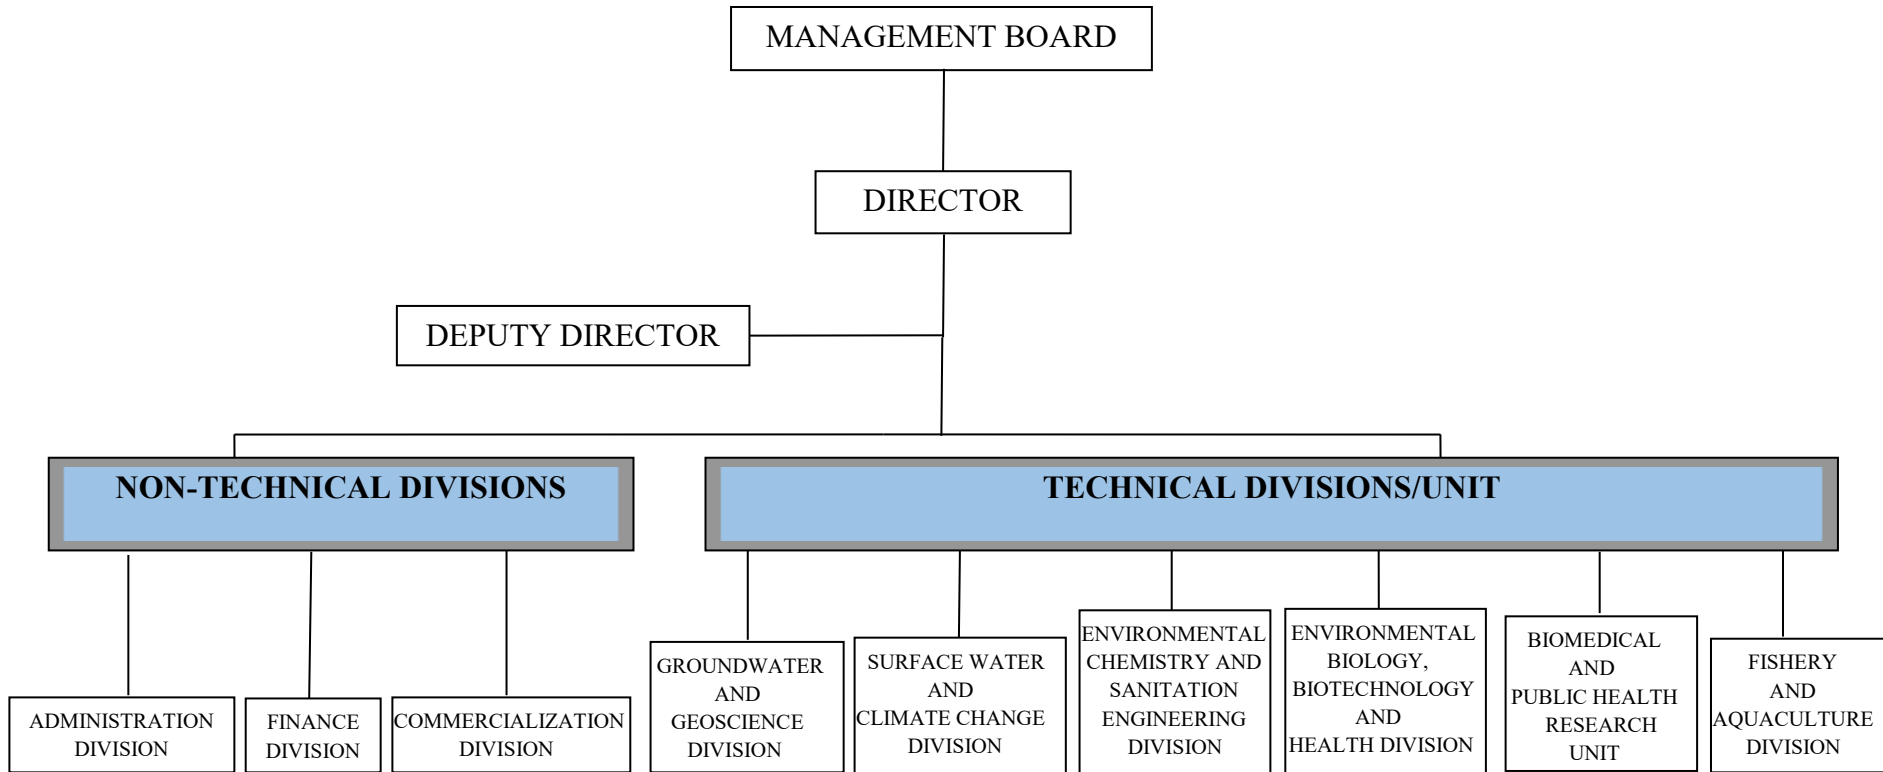 MANAGEMENT BOARD
DIRECTOR
DEPUTY DIRECTOR
NON-TECHNICAL DIVISIONS
TECHNICAL DIVISIONS/UNIT
ADMINISTRATION
DIVISION
FINANCE
DIVISION
COMMERCIALIZATION
DIVISION
GROUNDWATER
AND
GEOSCIENCE
DIVISION
SURFACE WATER
AND
CLIMATE CHANGE
DIVISION
ENVIRONMENTAL
CHEMISTRY AND
SANITATION
ENGINEERING
DIVISION
ENVIRONMENTAL
BIOLOGY,
BIOTECHNOLOGY
AND
HEALTH DIVISION
BIOMEDICAL
AND
PUBLIC HEALTH
RESEARCH
UNIT
FISHERY
AND
AQUACULTURE
DIVISION